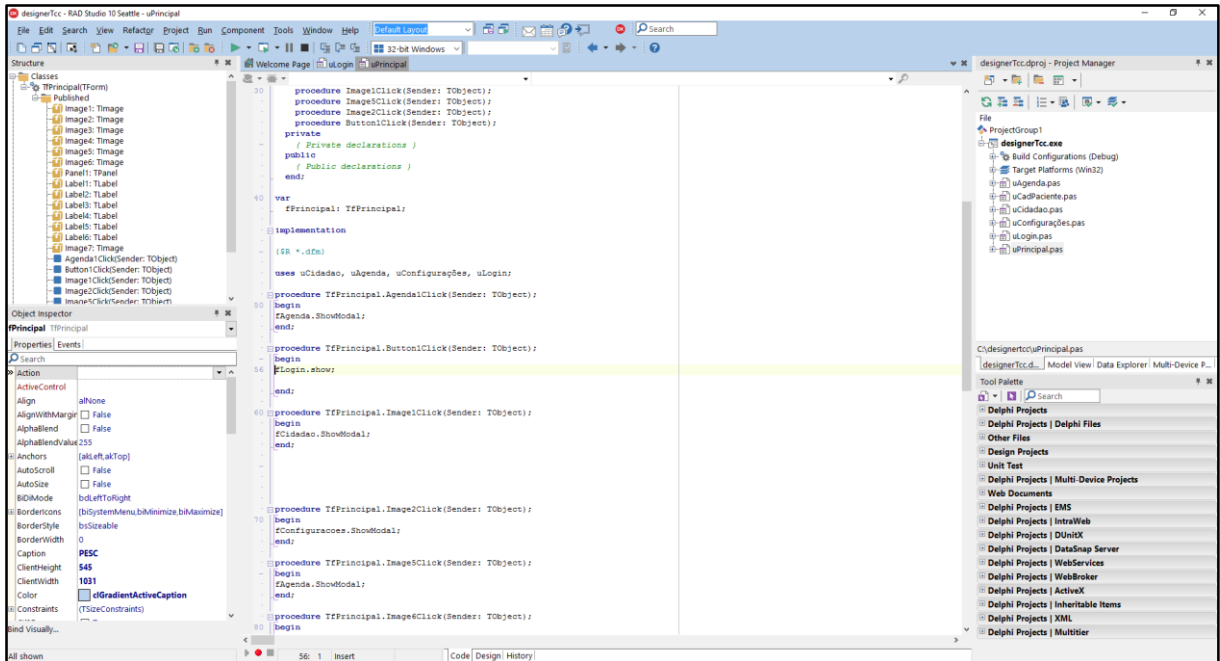 designerTcc - RAD Studio 10 Seattle - uPrincipal
File Edit Search View Refactor Project Run Component Tools Window Help Default Layout Search
32-bit Windows
Structure
Classes
TfPrincipal(TForm)
Published
Image1: TImage
Image2: TImage
Image3: TImage
Image4: TImage
Image5: TImage
Image6: TImage
Panel1: TPanel
Label1: TLabel
Label2: TLabel
Label3: TLabel
Label4: TLabel
Label5: TLabel
Label6: TLabel
Image7: TImage
Agenda1Click(Sender: TObject)
Button1Click(Sender: TObject)
Image1Click(Sender: TObject)
Image2Click(Sender: TObject)
Image5Click(Sender: TObject)
Object Inspector
fPrincipal TfPrincipal
Properties Events
Search
Action
ActiveControl
Align alNone
AlignWithMargin False
AlphaBlend False
AlphaBlendValue 255
Anchors [akLeft,akTop]
AutoScroll False
AutoSize False
BiDiMode bdLeftToRight
BorderIcons [biSystemMenu,biMinimize,biMaximize]
BorderStyle bsSizeable
BorderWidth 0
Caption PESC
ClientHeight 545
ClientWidth 1031
Color clGradientActiveCaption
Constraints (TSizeConstraints)
Bind Visually...
All shown
Welcome Page uLogin uPrincipal
30 procedure Image1Click(Sender: TObject);
procedure Image5Click(Sender: TObject);
procedure Image2Click(Sender: TObject);
procedure Button1Click(Sender: TObject);
private
{ Private declarations }
public
{ Public declarations }
end;
40 var
fPrincipal: TfPrincipal;
implementation
{$R *.dfm}
uses uCidadao, uAgenda, uConfigurações, uLogin;
procedure TfPrincipal.Agenda1Click(Sender: TObject);
50 begin
fAgenda.ShowModal;
end;
procedure TfPrincipal.Button1Click(Sender: TObject);
begin
56 fLogin.show;
end;
60 procedure TfPrincipal.Image1Click(Sender: TObject);
begin
fCidadao.ShowModal;
end;
procedure TfPrincipal.Image2Click(Sender: TObject);
70 begin
fConfiguracoes.ShowModal;
end;
procedure TfPrincipal.Image5Click(Sender: TObject);
begin
fAgenda.ShowModal;
end;
procedure TfPrincipal.Image6Click(Sender: TObject);
80 begin
56: 1 Insert Code Design History
designerTcc.dproj - Project Manager
File
ProjectGroup1
designerTcc.exe
Build Configurations (Debug)
Target Platforms (Win32)
uAgenda.pas
uCadPaciente.pas
uCidadao.pas
uConfigurações.pas
uLogin.pas
uPrincipal.pas
C:\designertcc\uPrincipal.pas
designerTcc.d... Model View Data Explorer Multi-Device P...
Tool Palette
Search
Delphi Projects
Delphi Projects | Delphi Files
Other Files
Design Projects
Unit Test
Delphi Projects | Multi-Device Projects
Web Documents
Delphi Projects | EMS
Delphi Projects | IntraWeb
Delphi Projects | DUnitX
Delphi Projects | DataSnap Server
Delphi Projects | WebServices
Delphi Projects | WebBroker
Delphi Projects | ActiveX
Delphi Projects | Inheritable Items
Delphi Projects | XML
Delphi Projects | Multitier